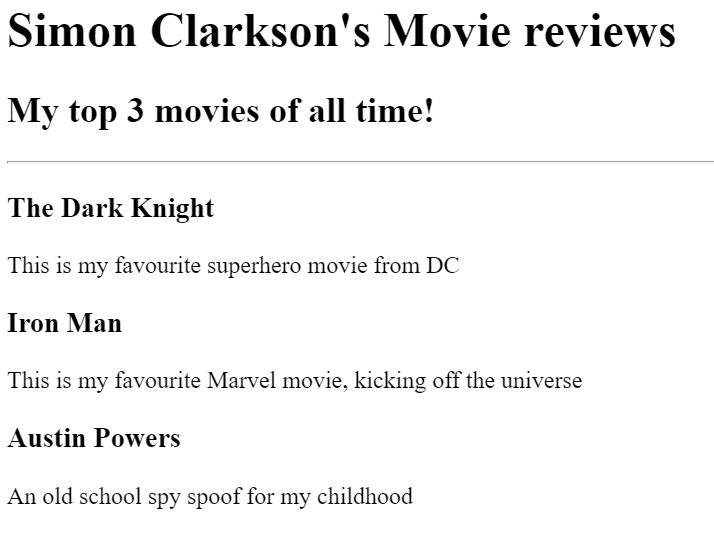 Simon Clarkson's Movie reviews
My top 3 movies of all time!
The Dark Knight
This is my favourite superhero movie from DC
Iron Man
This is my favourite Marvel movie, kicking off the universe
Austin Powers
An old school spy spoof for my childhood